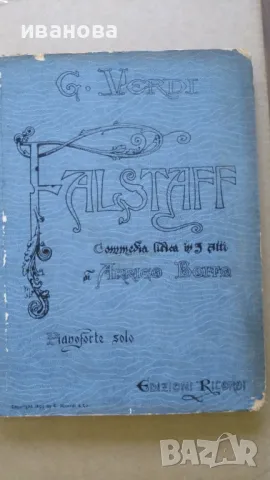 иванова
G. VERDI
FALSTAFF
Commedia lirica in 3 atti
di ARRIGO BOITO
Pianoforte solo
EDIZIONI RICORDI
BAZAR